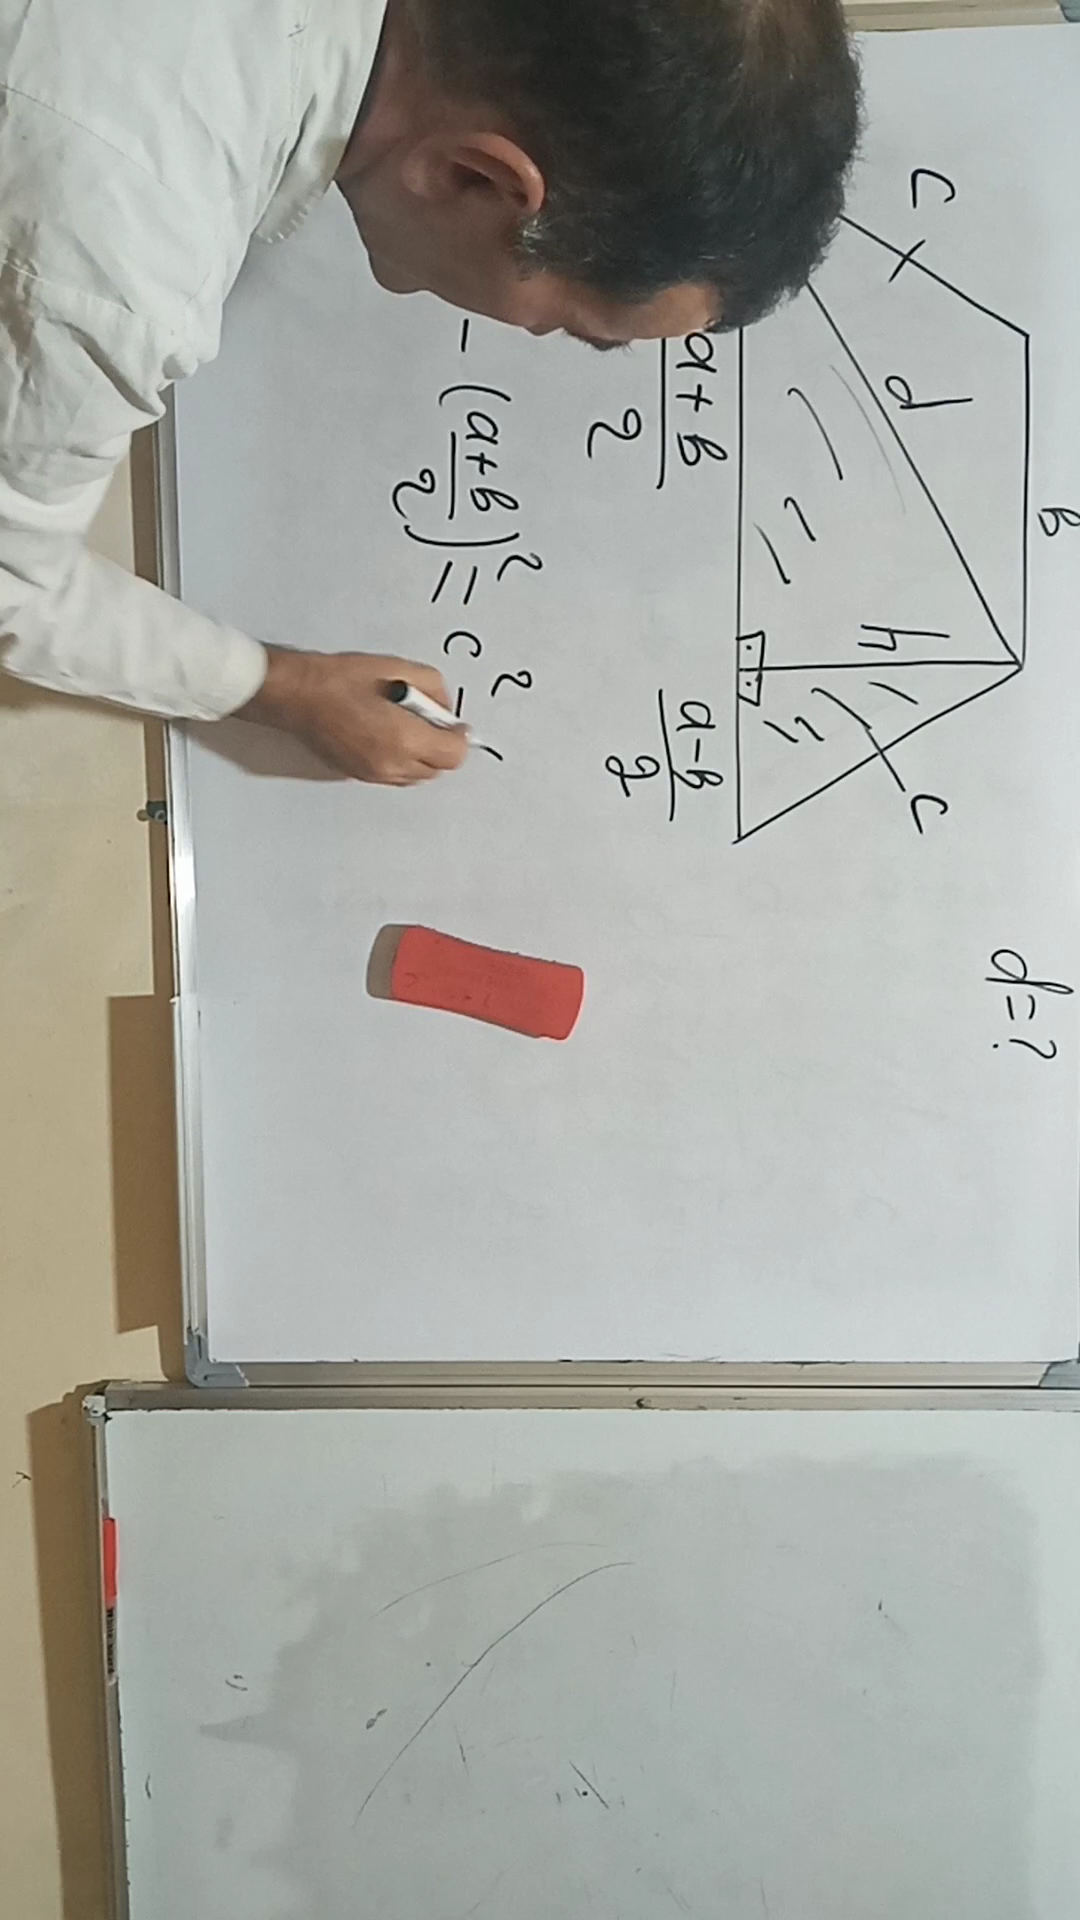 в
d=?
c
d
h
c
a+в
2
a-в
2
- (a+в/2)² = c² - (